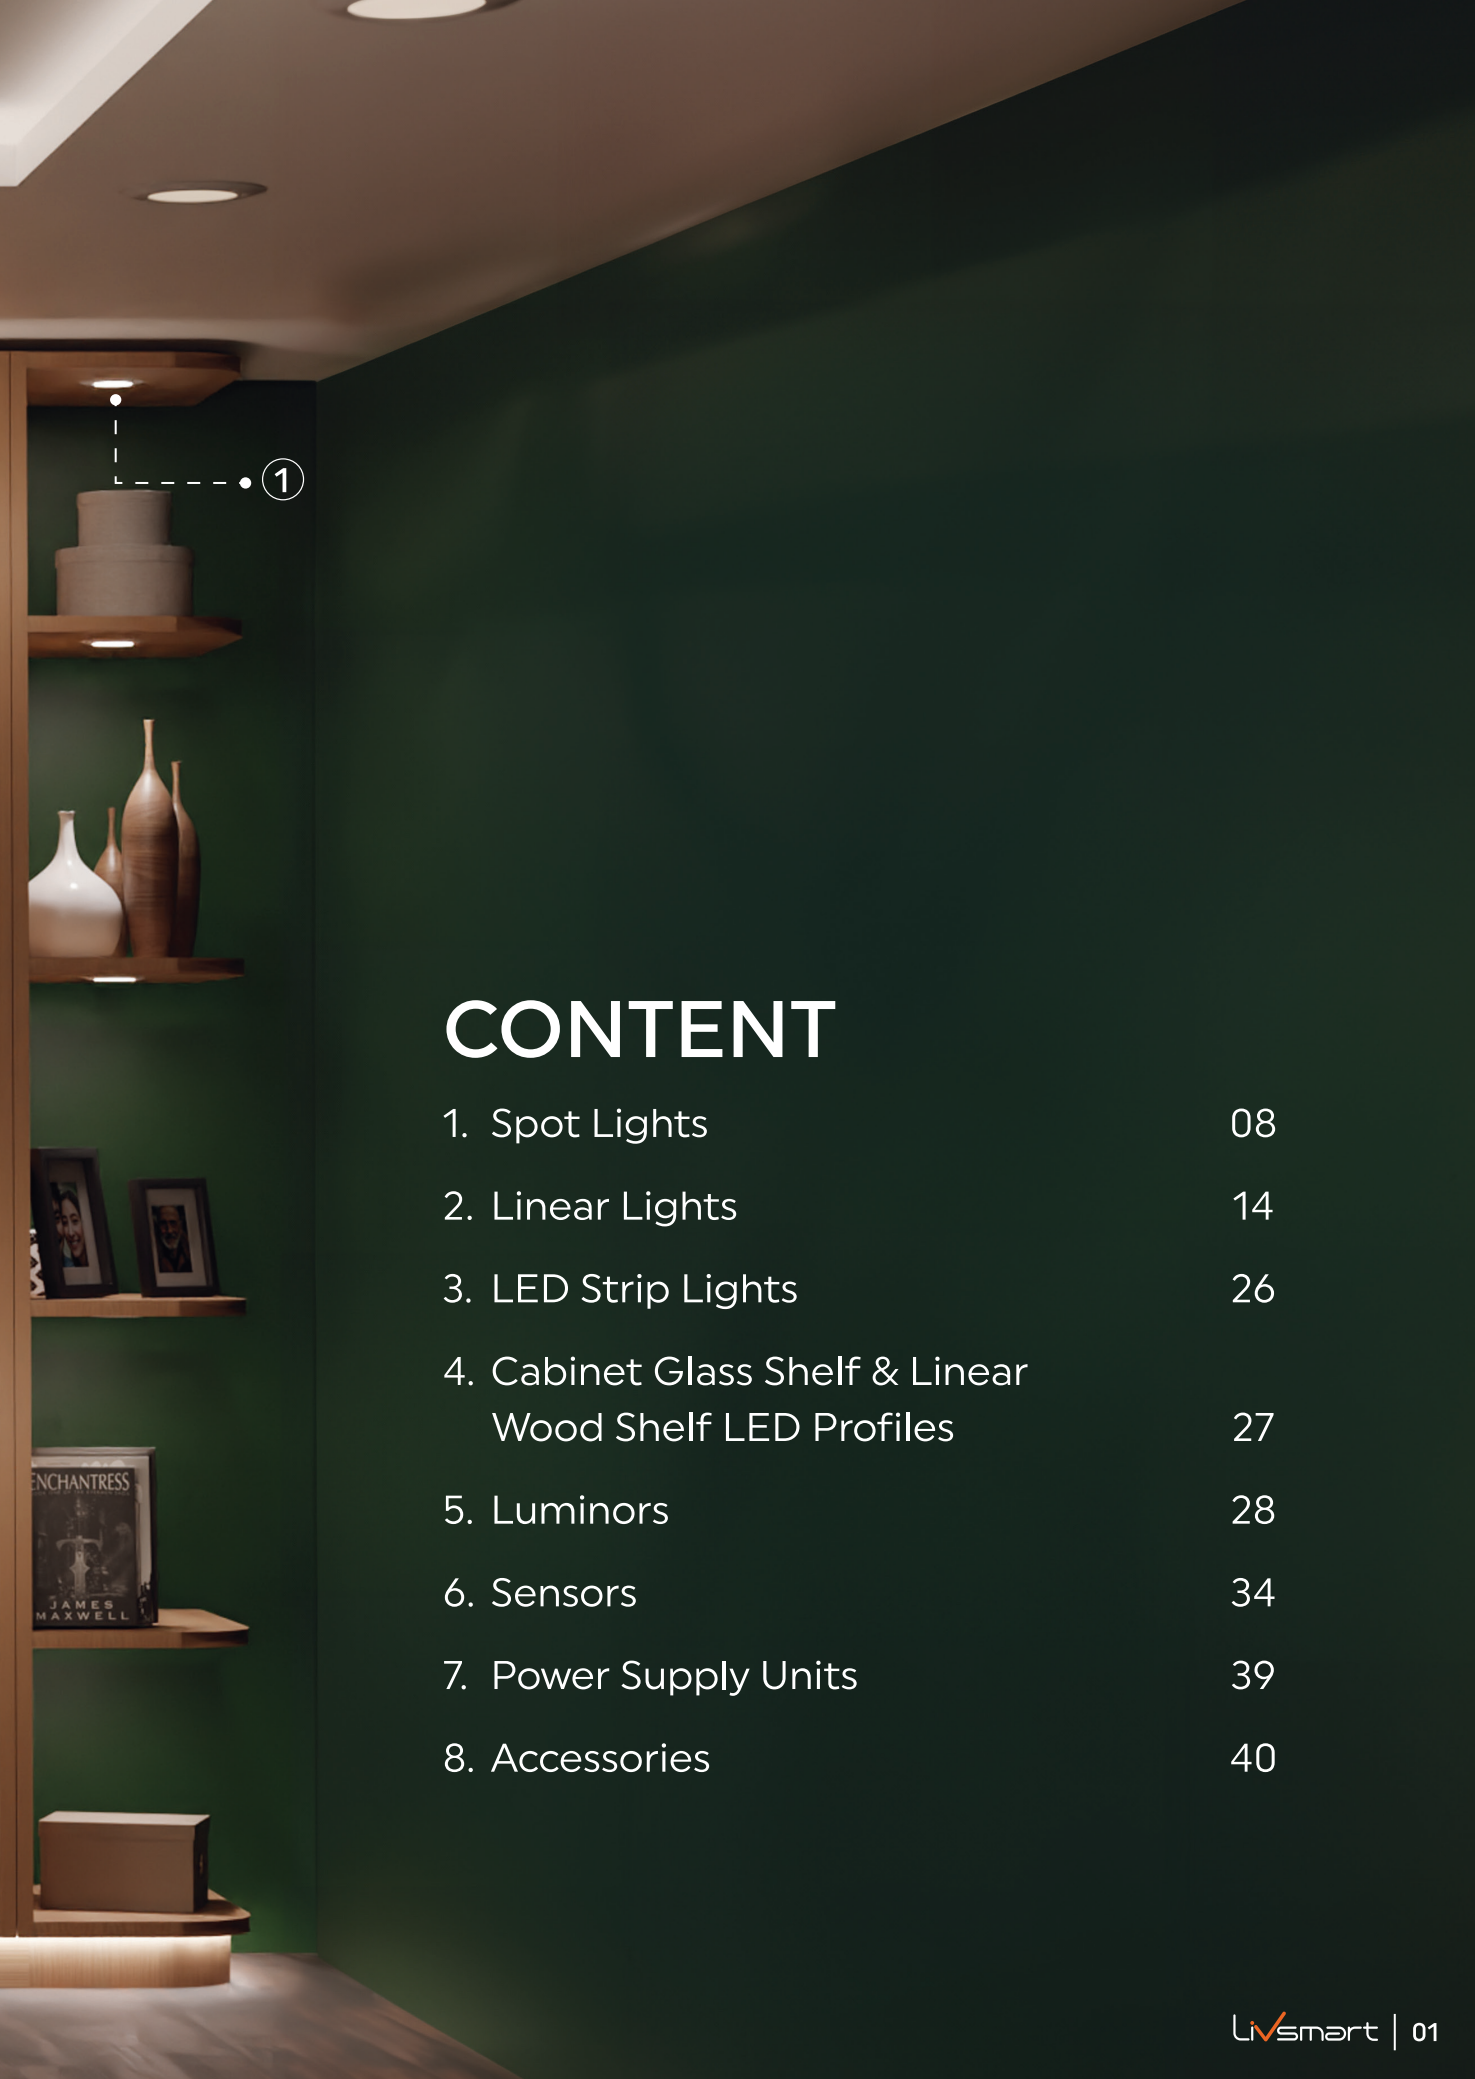 1
CONTENT
1. Spot Lights 08
2. Linear Lights 14
3. LED Strip Lights 26
4. Cabinet Glass Shelf & Linear
Wood Shelf LED Profiles 27
5. Luminors 28
6. Sensors 34
7. Power Supply Units 39
8. Accessories 40
ENCHANTRESS
JAMES
MAXWELL
Livsmart | 01